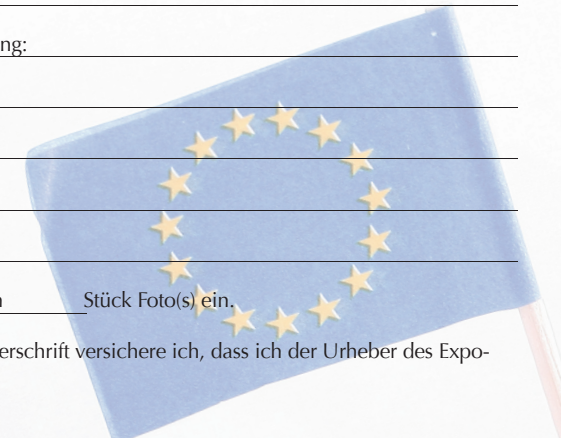 ng:
Stück Foto(s) ein.
erschrift versichere ich, dass ich der Urheber des Expo-